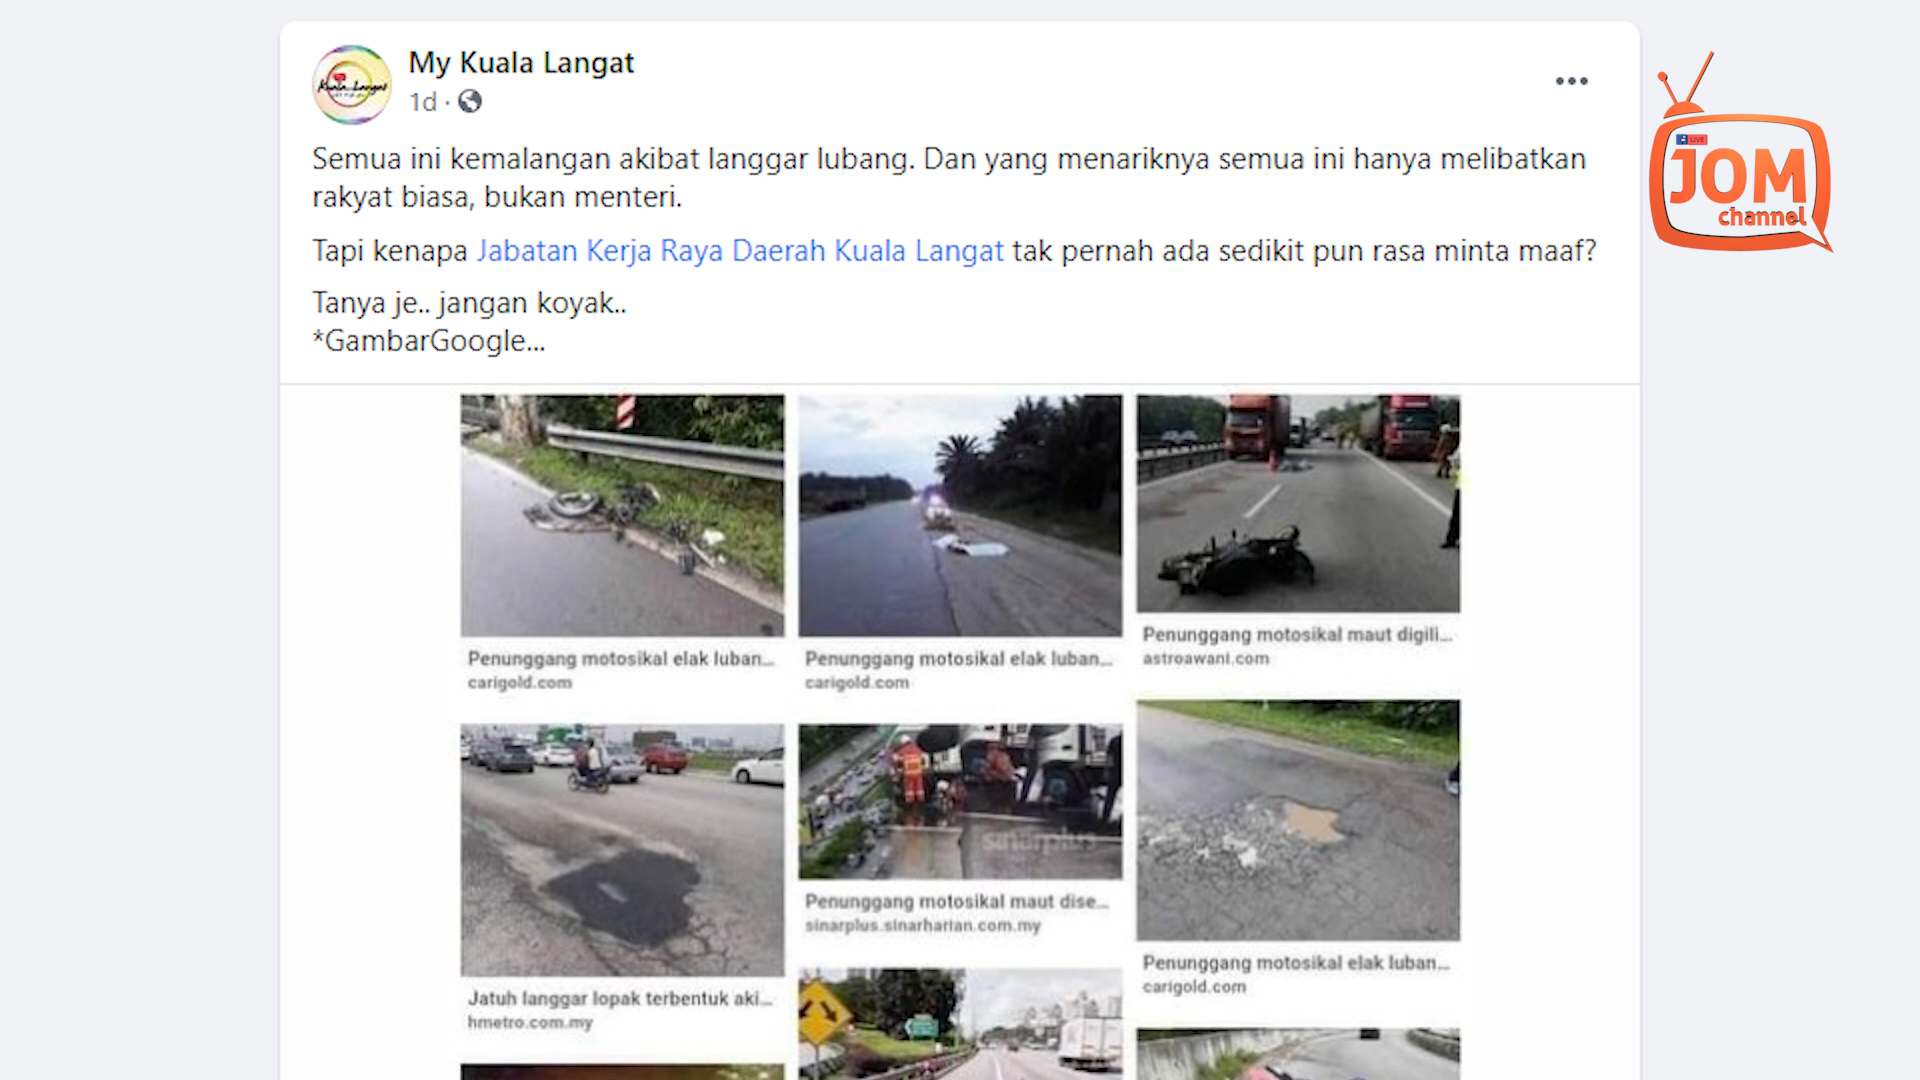 My Kuala Langat
1d ·
Semua ini kemalangan akibat langgar lubang. Dan yang menariknya semua ini hanya melibatkan
rakyat biasa, bukan menteri.
Tapi kenapa Jabatan Kerja Raya Daerah Kuala Langat tak pernah ada sedikit pun rasa minta maaf?
Tanya je.. jangan koyak..
*GambarGoogle...
LIVE
JOM
channel
Kuala Langat
Penunggang motosikal elak luban...
carigold.com
Penunggang motosikal elak luban...
carigold.com
Penunggang motosikal maut digili...
astroawani.com
Jatuh langgar lopak terbentuk aki...
hmetro.com.my
sinarplus
Penunggang motosikal maut dise...
sinarplus.sinarharian.com.my
Penunggang motosikal elak luban...
carigold.com